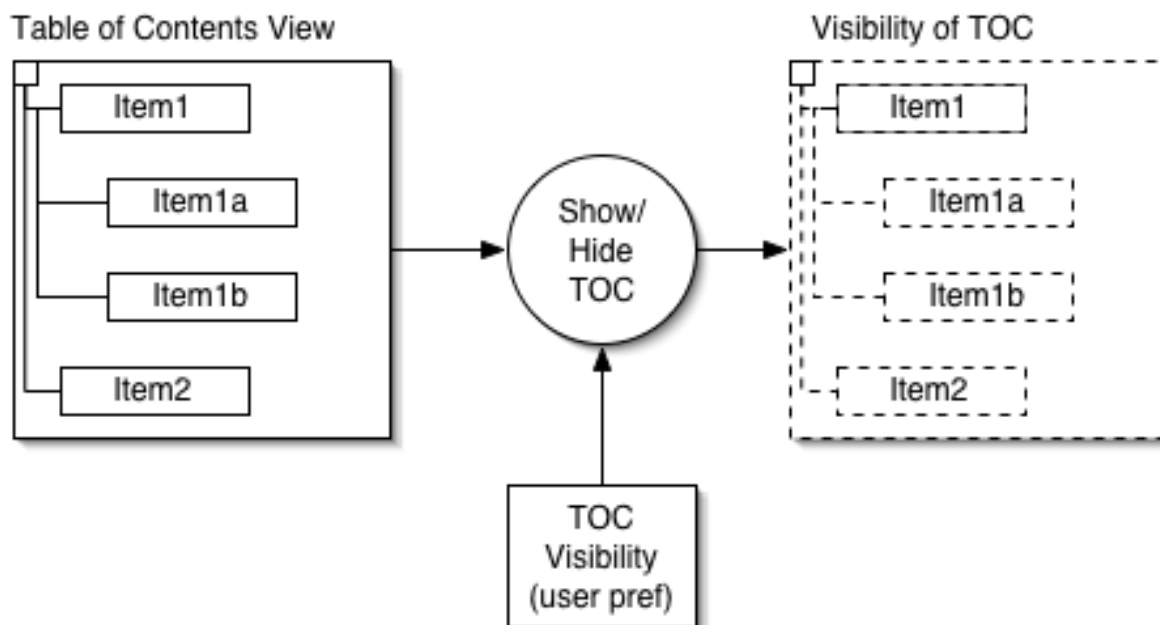 Table of Contents View
Item1
Item1a
Item1b
Item2
Show/
Hide
TOC
TOC
Visibility
(user pref)
Visibility of TOC
Item1
Item1a
Item1b
Item2